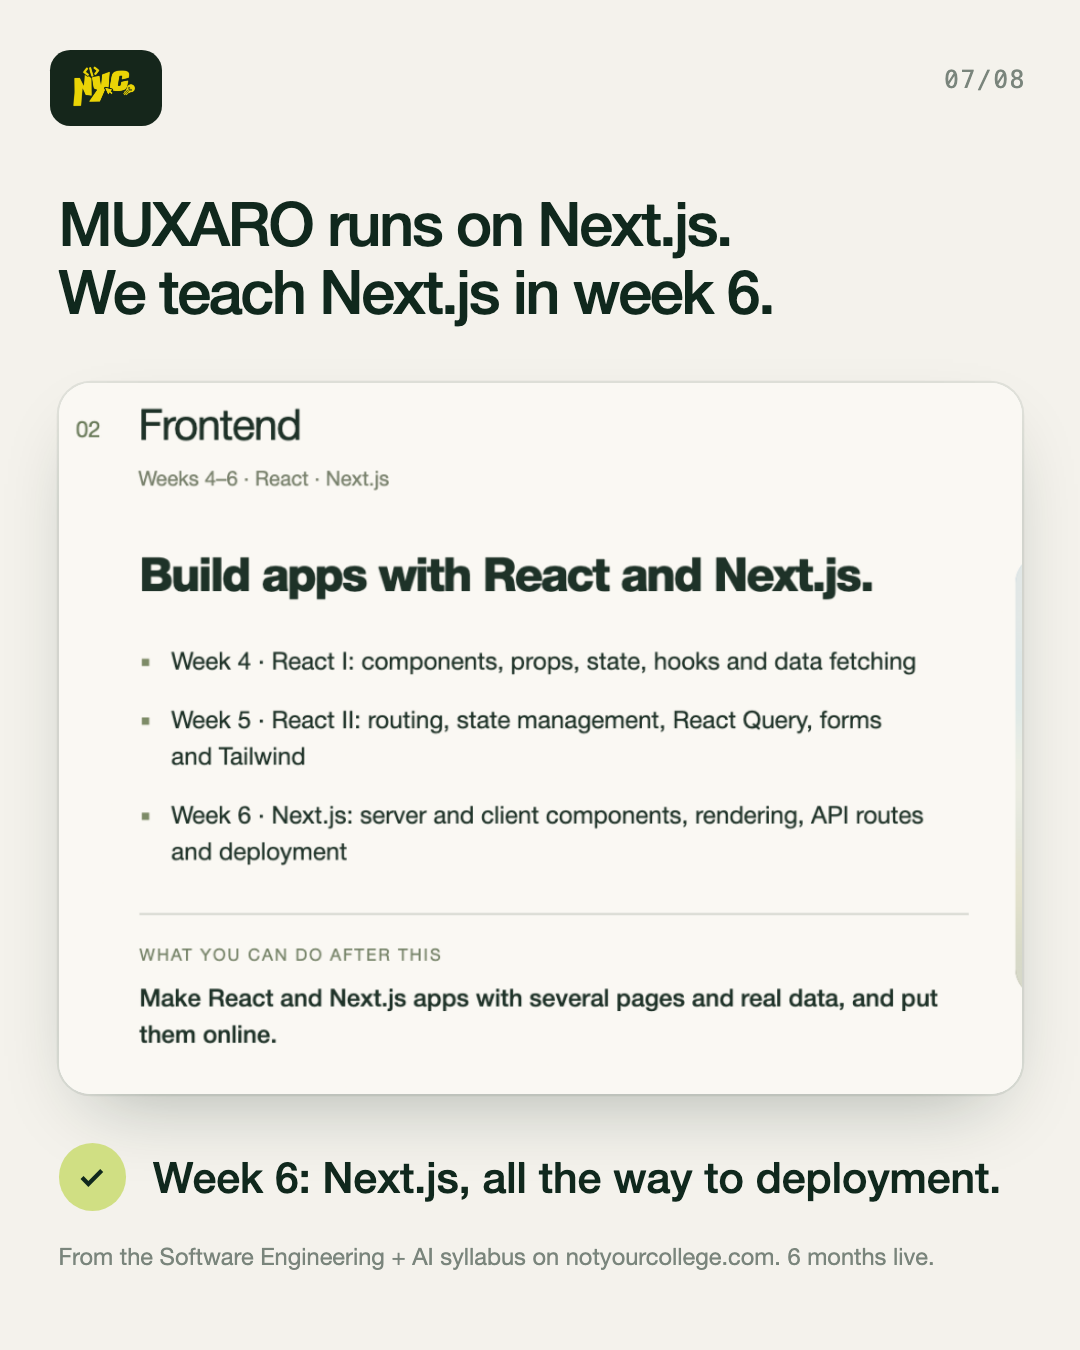 NYC
07/08
MUXARO runs on Next.js.
We teach Next.js in week 6.
02
Frontend
Weeks 4–6 · React · Next.js
Build apps with React and Next.js.
▪ Week 4 · React I: components, props, state, hooks and data fetching
▪ Week 5 · React II: routing, state management, React Query, forms
and Tailwind
▪ Week 6 · Next.js: server and client components, rendering, API routes
and deployment
WHAT YOU CAN DO AFTER THIS
Make React and Next.js apps with several pages and real data, and put
them online.
Week 6: Next.js, all the way to deployment.
From the Software Engineering + AI syllabus on notyourcollege.com. 6 months live.